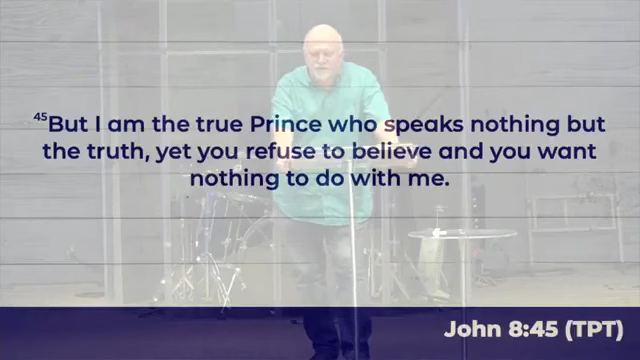 45But I am the true Prince who speaks nothing but
the truth, yet you refuse to believe and you want
nothing to do with me.
John 8:45 (TPT)